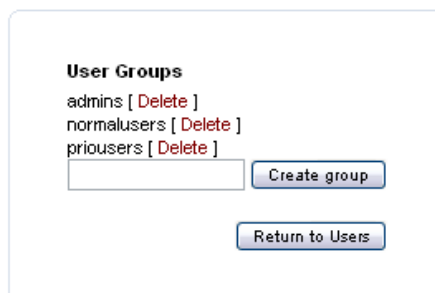 User Groups
admins [ Delete ]
normalusers [ Delete ]
priousers [ Delete ]
Create group
Return to Users